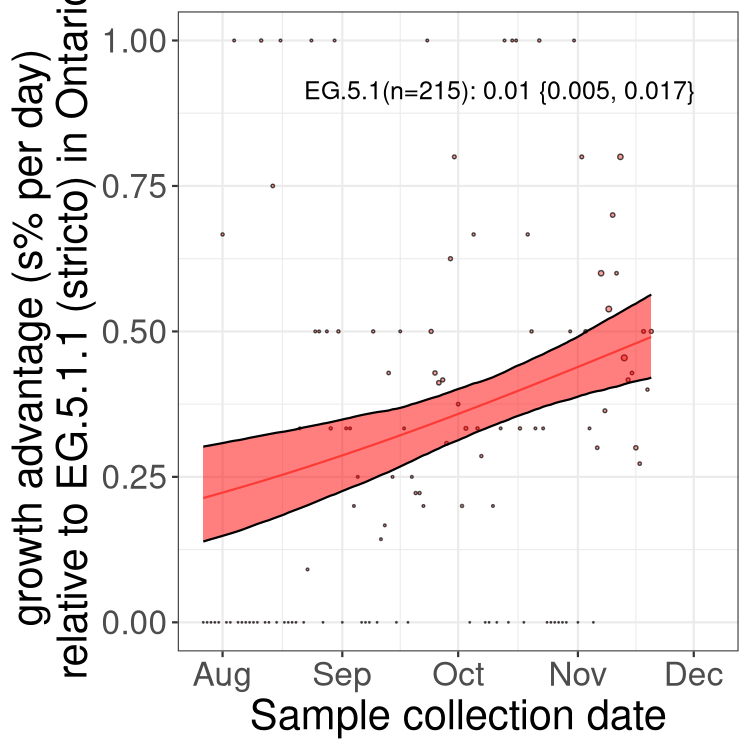 growth advantage (s% per day)
relative to EG.5.1.1 (stricto) in Ontario
1.00
0.75
0.50
0.25
0.00
EG.5.1(n=215): 0.01 {0.005, 0.017}
Aug Sep Oct Nov Dec
Sample collection date